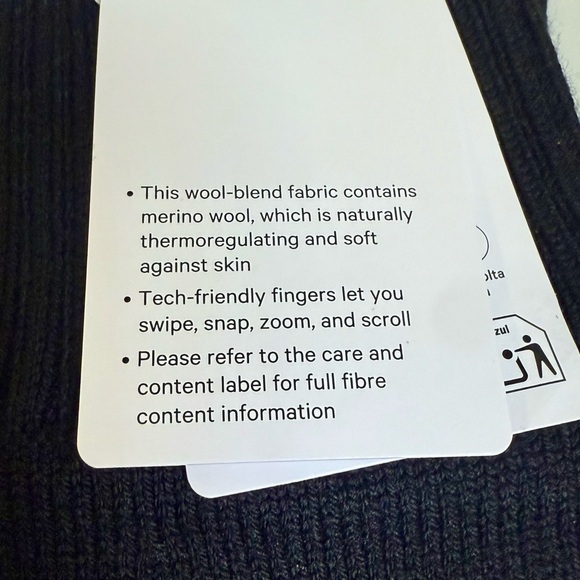 • This wool-blend fabric contains
merino wool, which is naturally
thermoregulating and soft
against skin
• Tech-friendly fingers let you
swipe, snap, zoom, and scroll
• Please refer to the care and
content label for full fibre
content information
zul